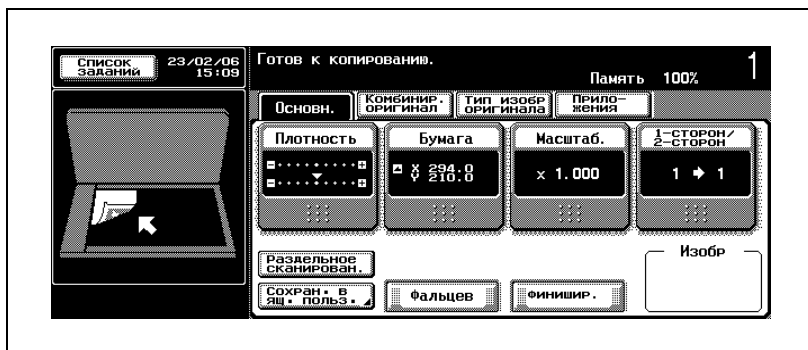 Список
заданий
23/02/06
15:09
Готов к копированию.
Память 100%
1
Основн.
Комбинир.
оригинал
Тип изобр
оригинала
Прило-
жения
Плотность
Бумага
X 294.0
Y 210.0
Масштаб.
x 1.000
1-сторон/
2-сторон
1 ➔ 1
Раздельное
сканирован.
Сохран. в
ящ. польз.
Фальцев
Финишир.
Изобр